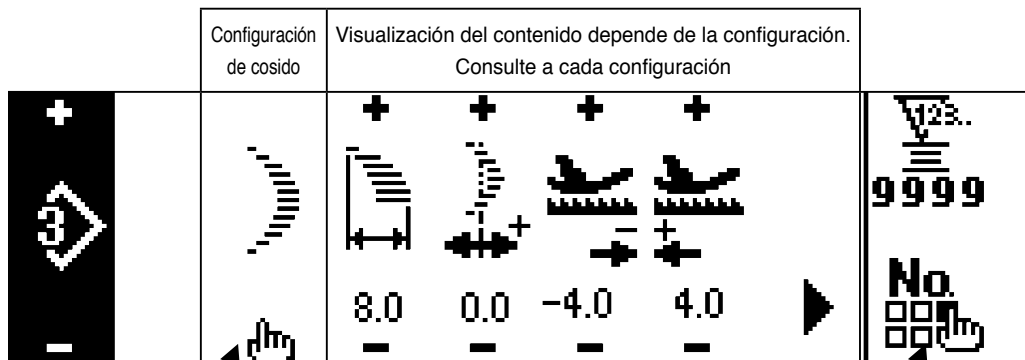 Configuración
de cosido
Visualización del contenido depende de la configuración.
Consulte a cada configuración
123..
9999
3
8.0 0.0 -4.0 4.0
No.